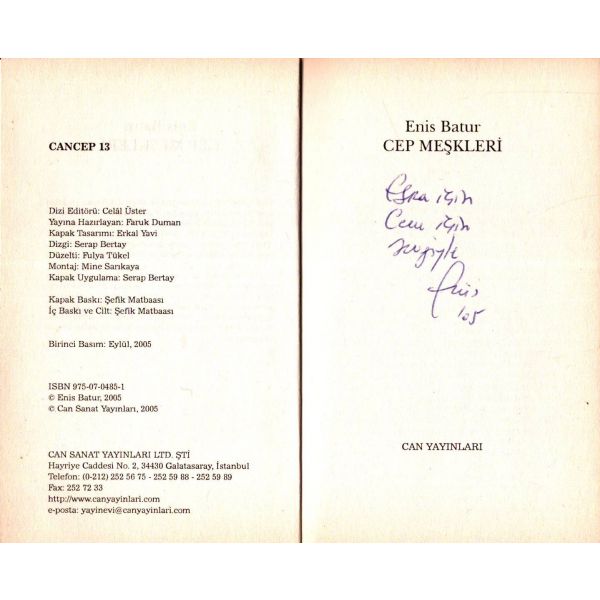 CANCEP 13
Dizi Editörü: Celâl Üster
Yayına Hazırlayan: Faruk Duman
Kapak Tasarımı: Erkal Yavi
Dizgi: Serap Bertay
Düzelti: Fulya Tükel
Montaj: Mine Sarıkaya
Kapak Uygulama: Serap Bertay
Kapak Baskı: Şefik Matbaası
İç Baskı ve Cilt: Şefik Matbaası
Birinci Basım: Eylül, 2005
ISBN 975-07-0485-1
© Enis Batur, 2005
© Can Sanat Yayınları, 2005
CAN SANAT YAYINLARI LTD. ŞTİ
Hayriye Caddesi No. 2, 34430 Galatasaray, İstanbul
Telefon: (0-212) 252 56 75 - 252 59 88 - 252 59 89
Fax: 252 72 33
http://www.canyayinlari.com
e-posta: yayinevi@canyayinlari.com
Enis Batur
CEP MEŞKLERİ
Esra için
Cem için
sevgiyle
Enis
'05
CAN YAYINLARI